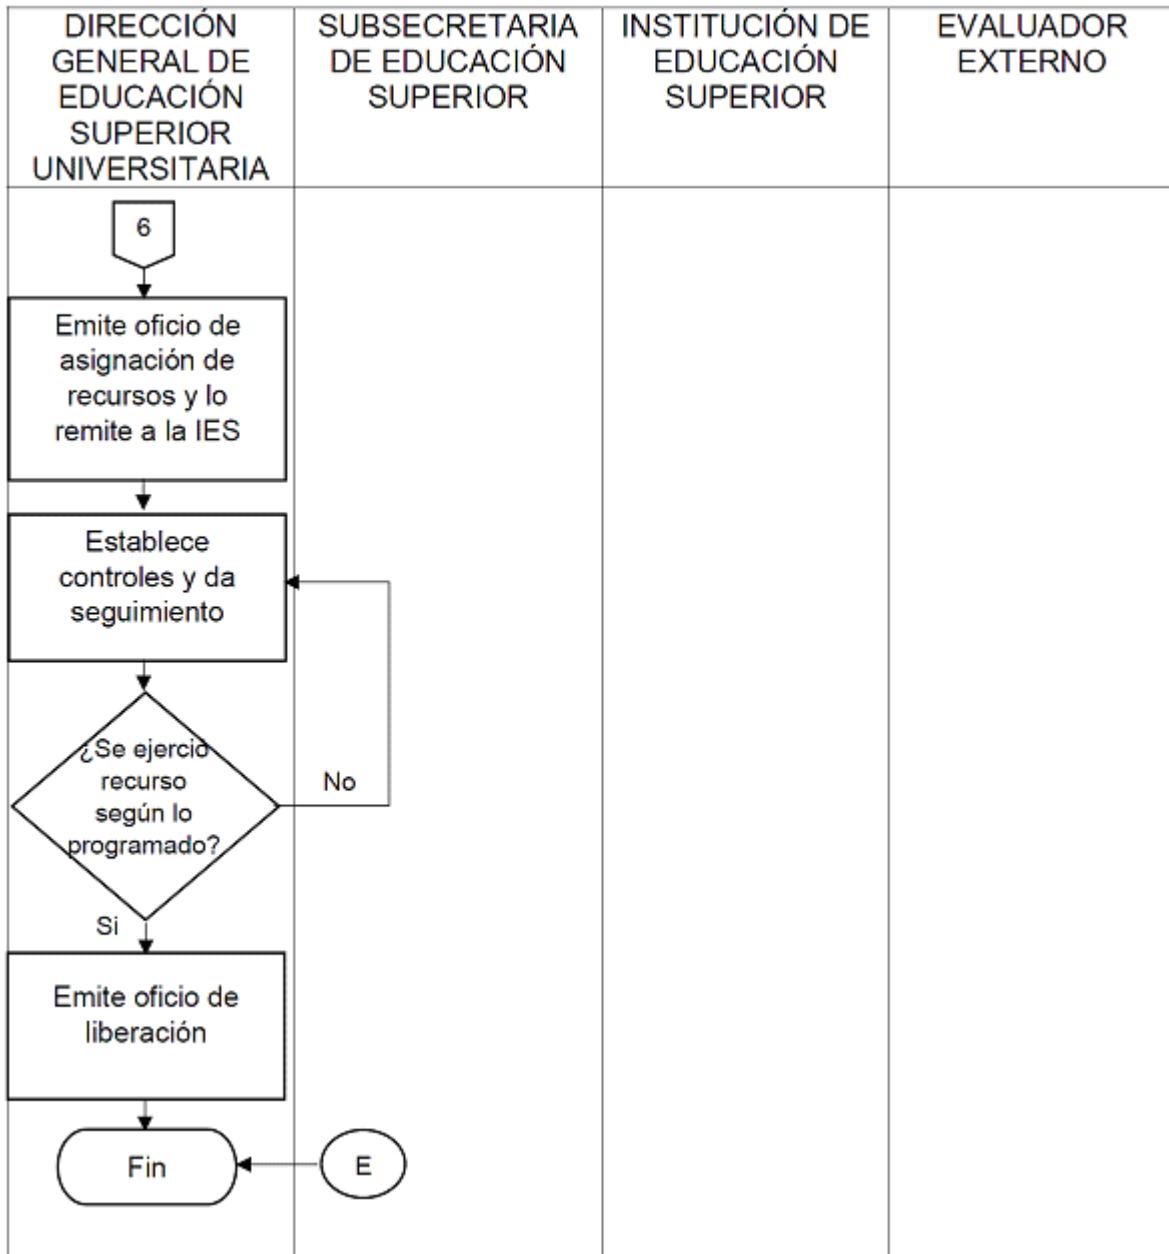 DIRECCIÓN
GENERAL DE
EDUCACIÓN
SUPERIOR
UNIVERSITARIA
SUBSECRETARIA
DE EDUCACIÓN
SUPERIOR
INSTITUCIÓN DE
EDUCACIÓN
SUPERIOR
EVALUADOR
EXTERNO
6
Emite oficio de
asignación de
recursos y lo
remite a la IES
Establece
controles y da
seguimiento
¿Se ejerció
recurso
según lo
programado?
No
Si
Emite oficio de
liberación
Fin
E